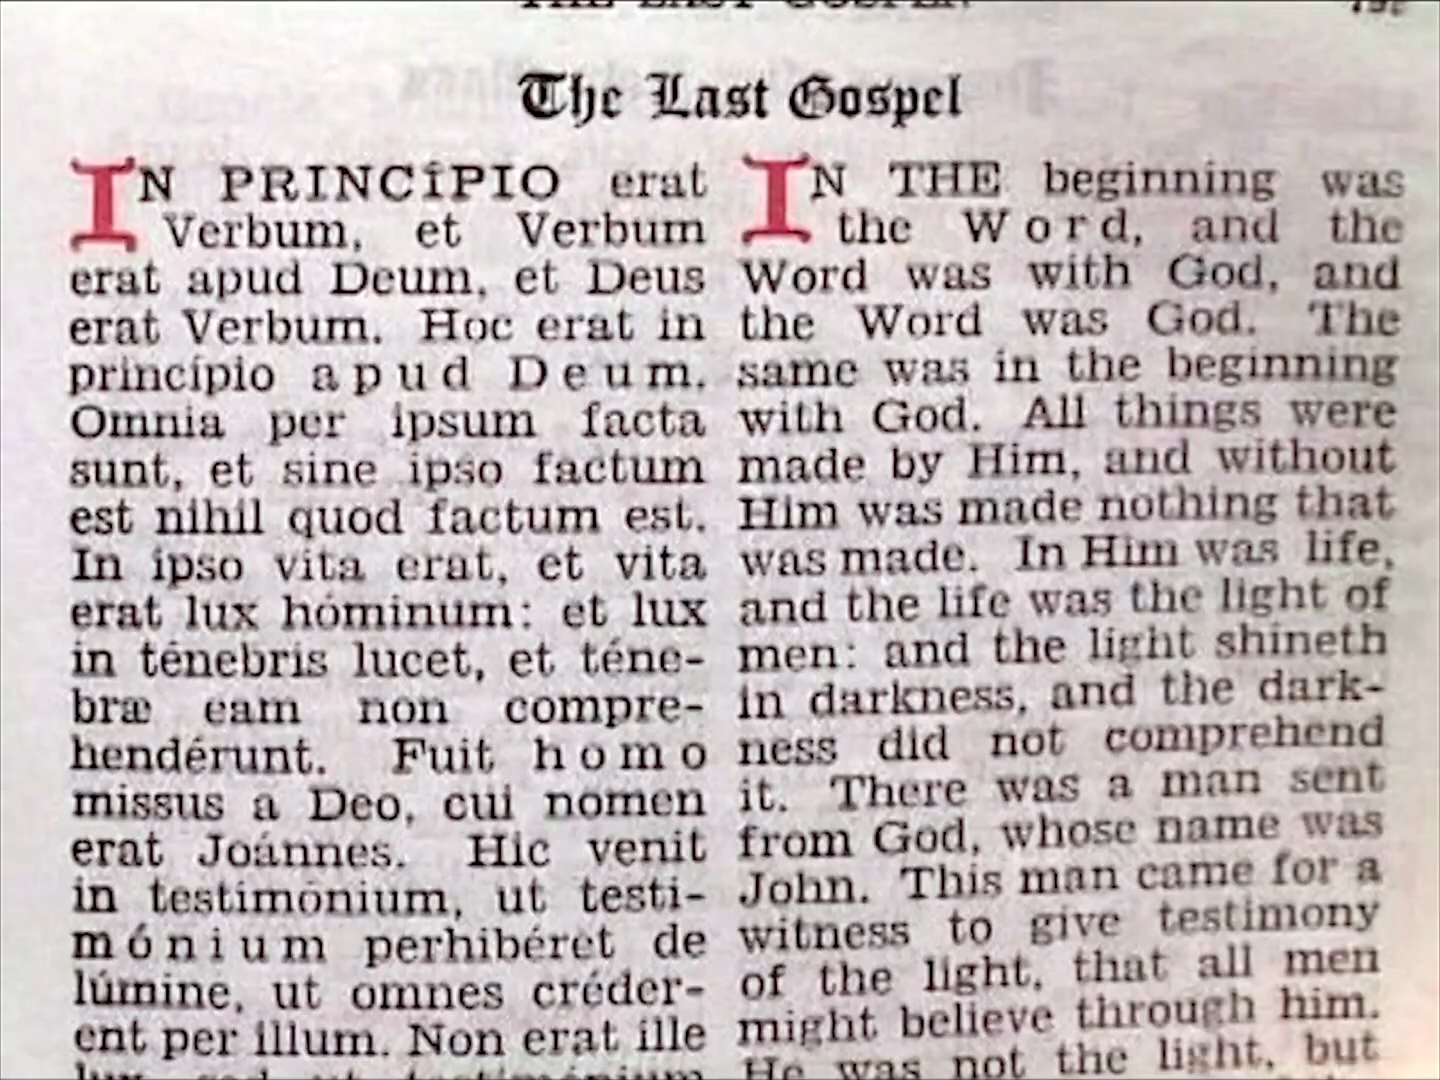 The Last Gospel
IN PRINCÍPIO erat
Verbum, et Verbum
erat apud Deum, et Deus
erat Verbum. Hoc erat in
princípio apud Deum.
Omnia per ipsum facta
sunt, et sine ipso factum
est nihil quod factum est.
In ipso vita erat, et vita
erat lux hóminum: et lux
in ténebris lucet, et téne-
bræ eam non compre-
hendérunt. Fuit homo
missus a Deo, cui nomen
erat Joánnes. Hic venit
in testimónium, ut testi-
mónium perhibéret de
lúmine, ut omnes créder-
ent per illum. Non erat ille
IN THE beginning was
the Word, and the
Word was with God, and
the Word was God. The
same was in the beginning
with God. All things were
made by Him, and without
Him was made nothing that
was made. In Him was life,
and the life was the light of
men: and the light shineth
in darkness, and the dark-
ness did not comprehend
it. There was a man sent
from God, whose name was
John. This man came for a
witness to give testimony
of the light, that all men
might believe through him.
He was not the light, but